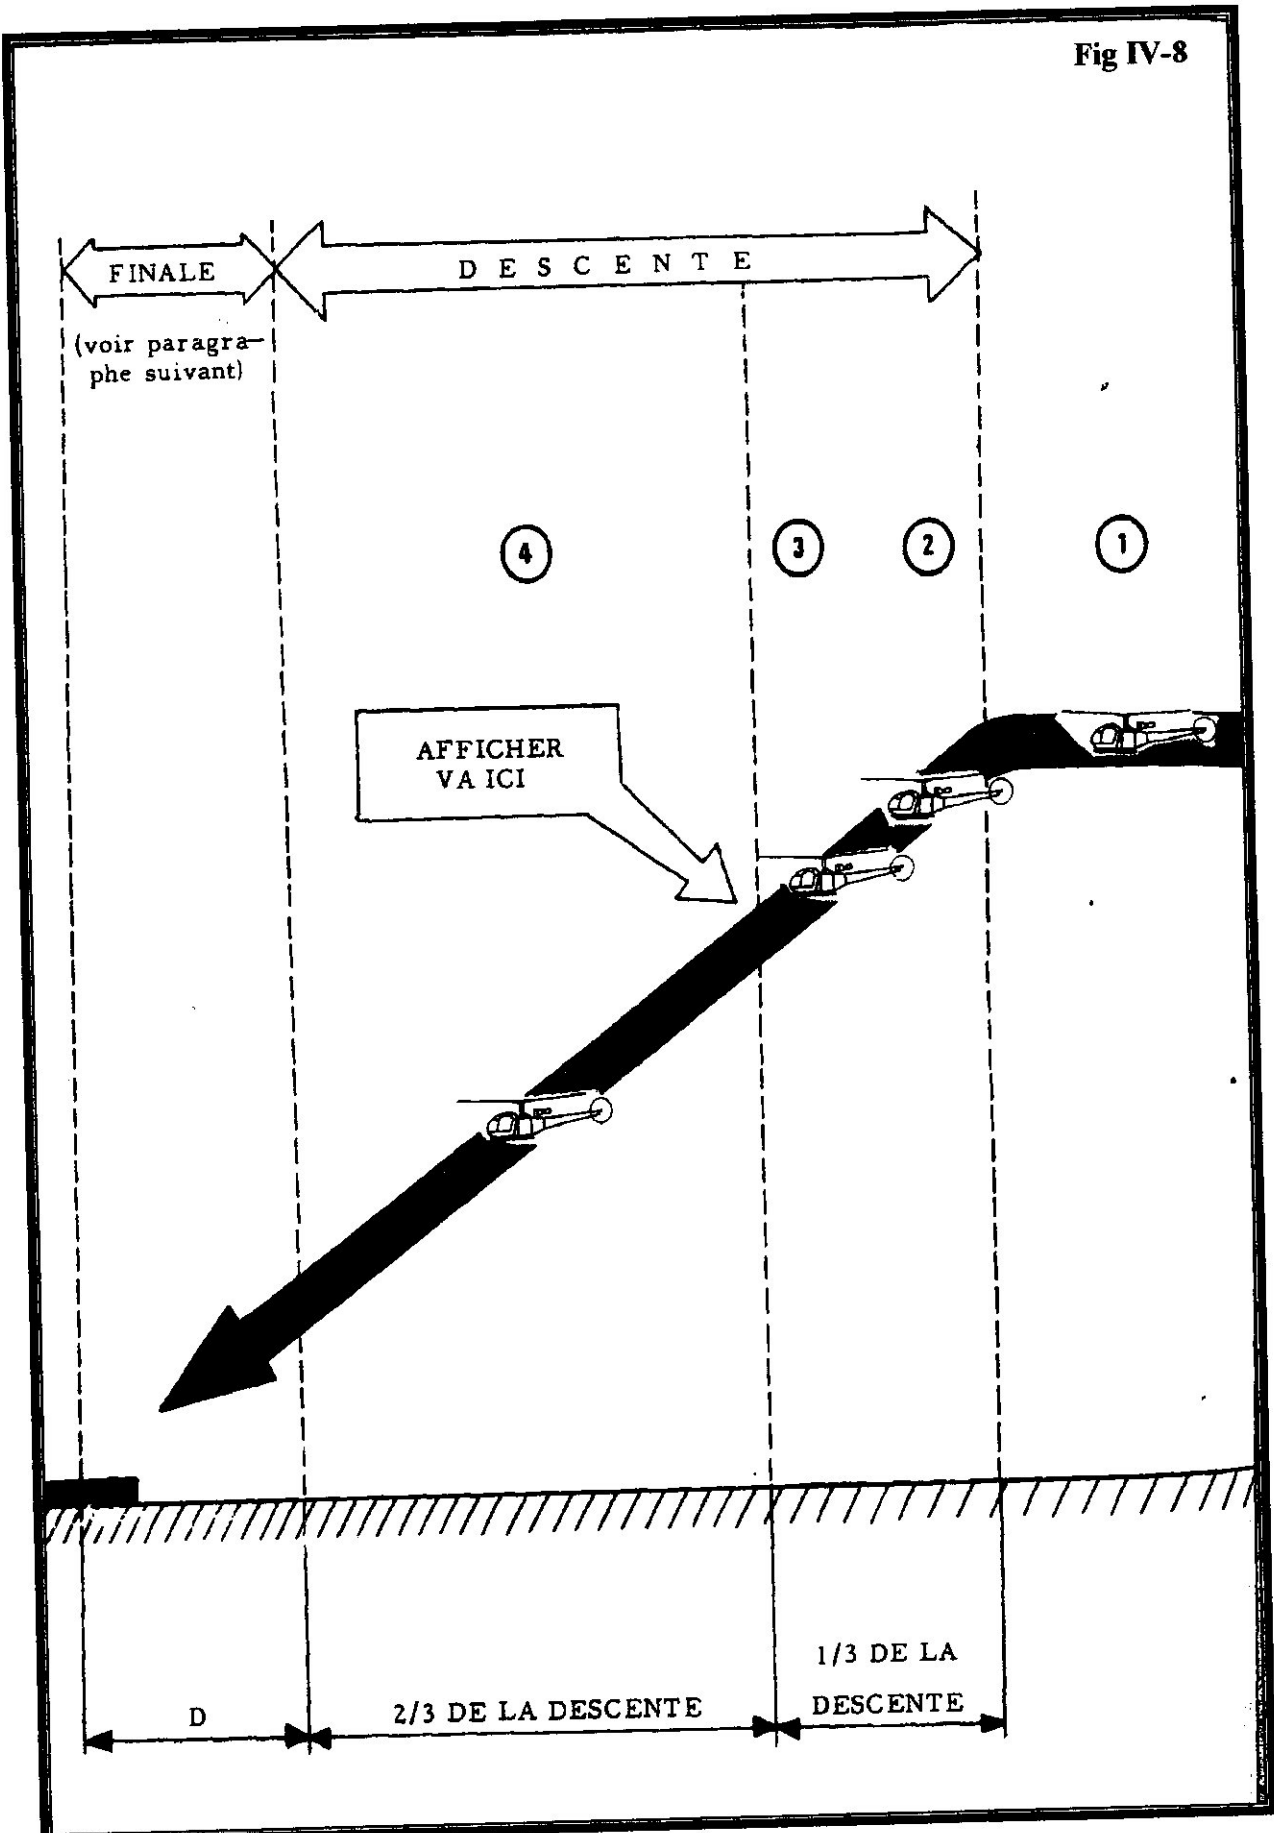 Fig IV-8
FINALE
D E S C E N T E
(voir paragra-
phe suivant)
4
3
2
1
AFFICHER
VA ICI
1/3 DE LA
DESCENTE
2/3 DE LA DESCENTE
D